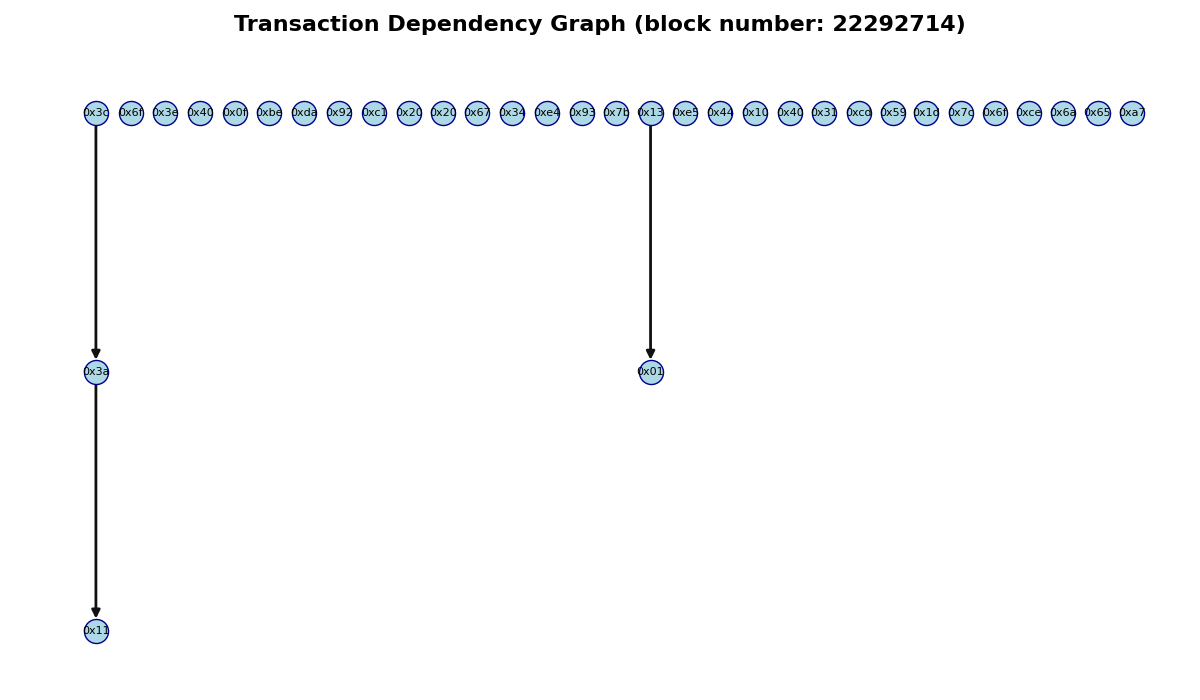 Transaction Dependency Graph (block number: 22292714)
0x3c 0x6f 0x3e 0x40 0x0f 0xbe 0xda 0x92 0xc1 0x20 0x20 0x67 0x34 0xe4 0x93 0x7b 0x13 0xe5 0x44 0x10 0x40 0x31 0xcd 0x59 0x1d 0x7c 0x6f 0xce 0x6a 0x65 0xa7
0x3a 0x01
0x11